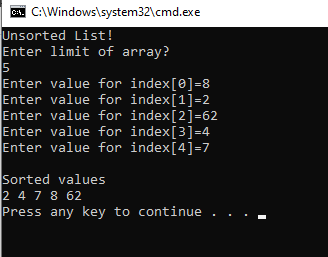 C:\Windows\system32\cmd.exe
Unsorted List!
Enter limit of array?
5
Enter value for index[0]=8
Enter value for index[1]=2
Enter value for index[2]=62
Enter value for index[3]=4
Enter value for index[4]=7
Sorted values
2 4 7 8 62
Press any key to continue . . .